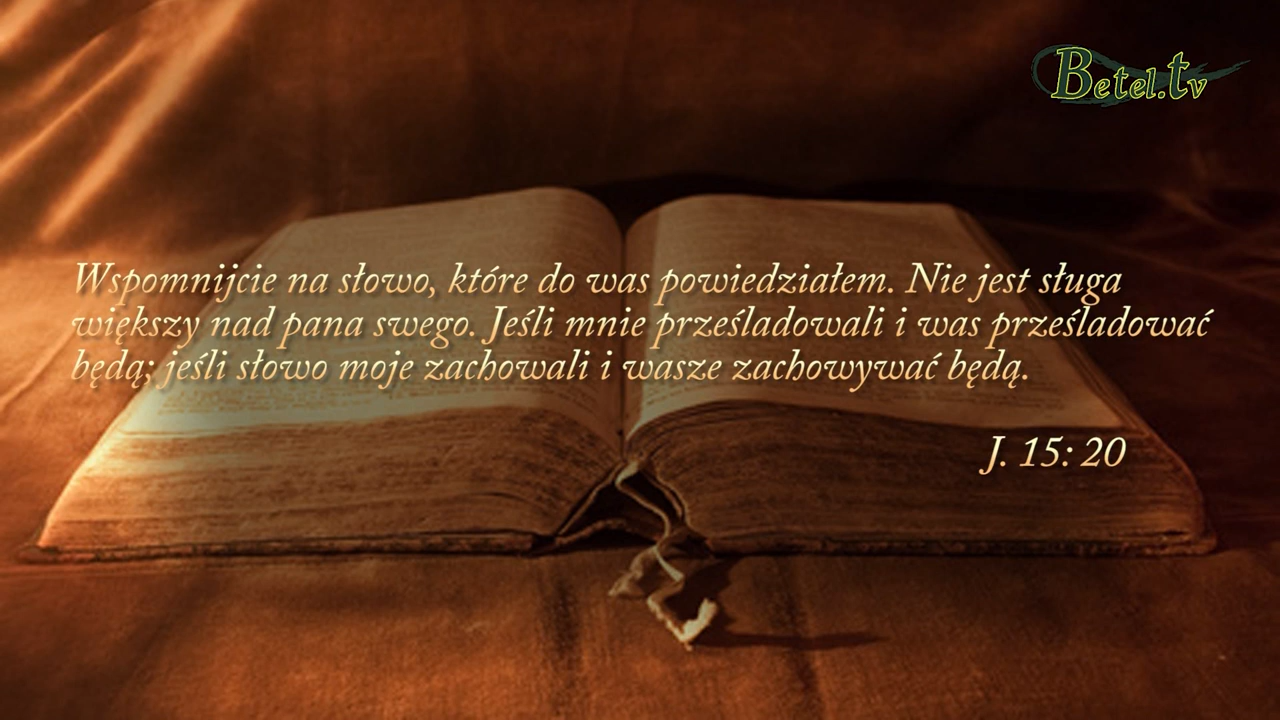 Betel.tv
Wspomnijcie na słowo, które do was powiedziałem. Nie jest sługa
większy nad pana swego. Jeśli mnie prześladowali i was prześladować
będą; jeśli słowo moje zachowali i wasze zachowywać będą.
J. 15: 20